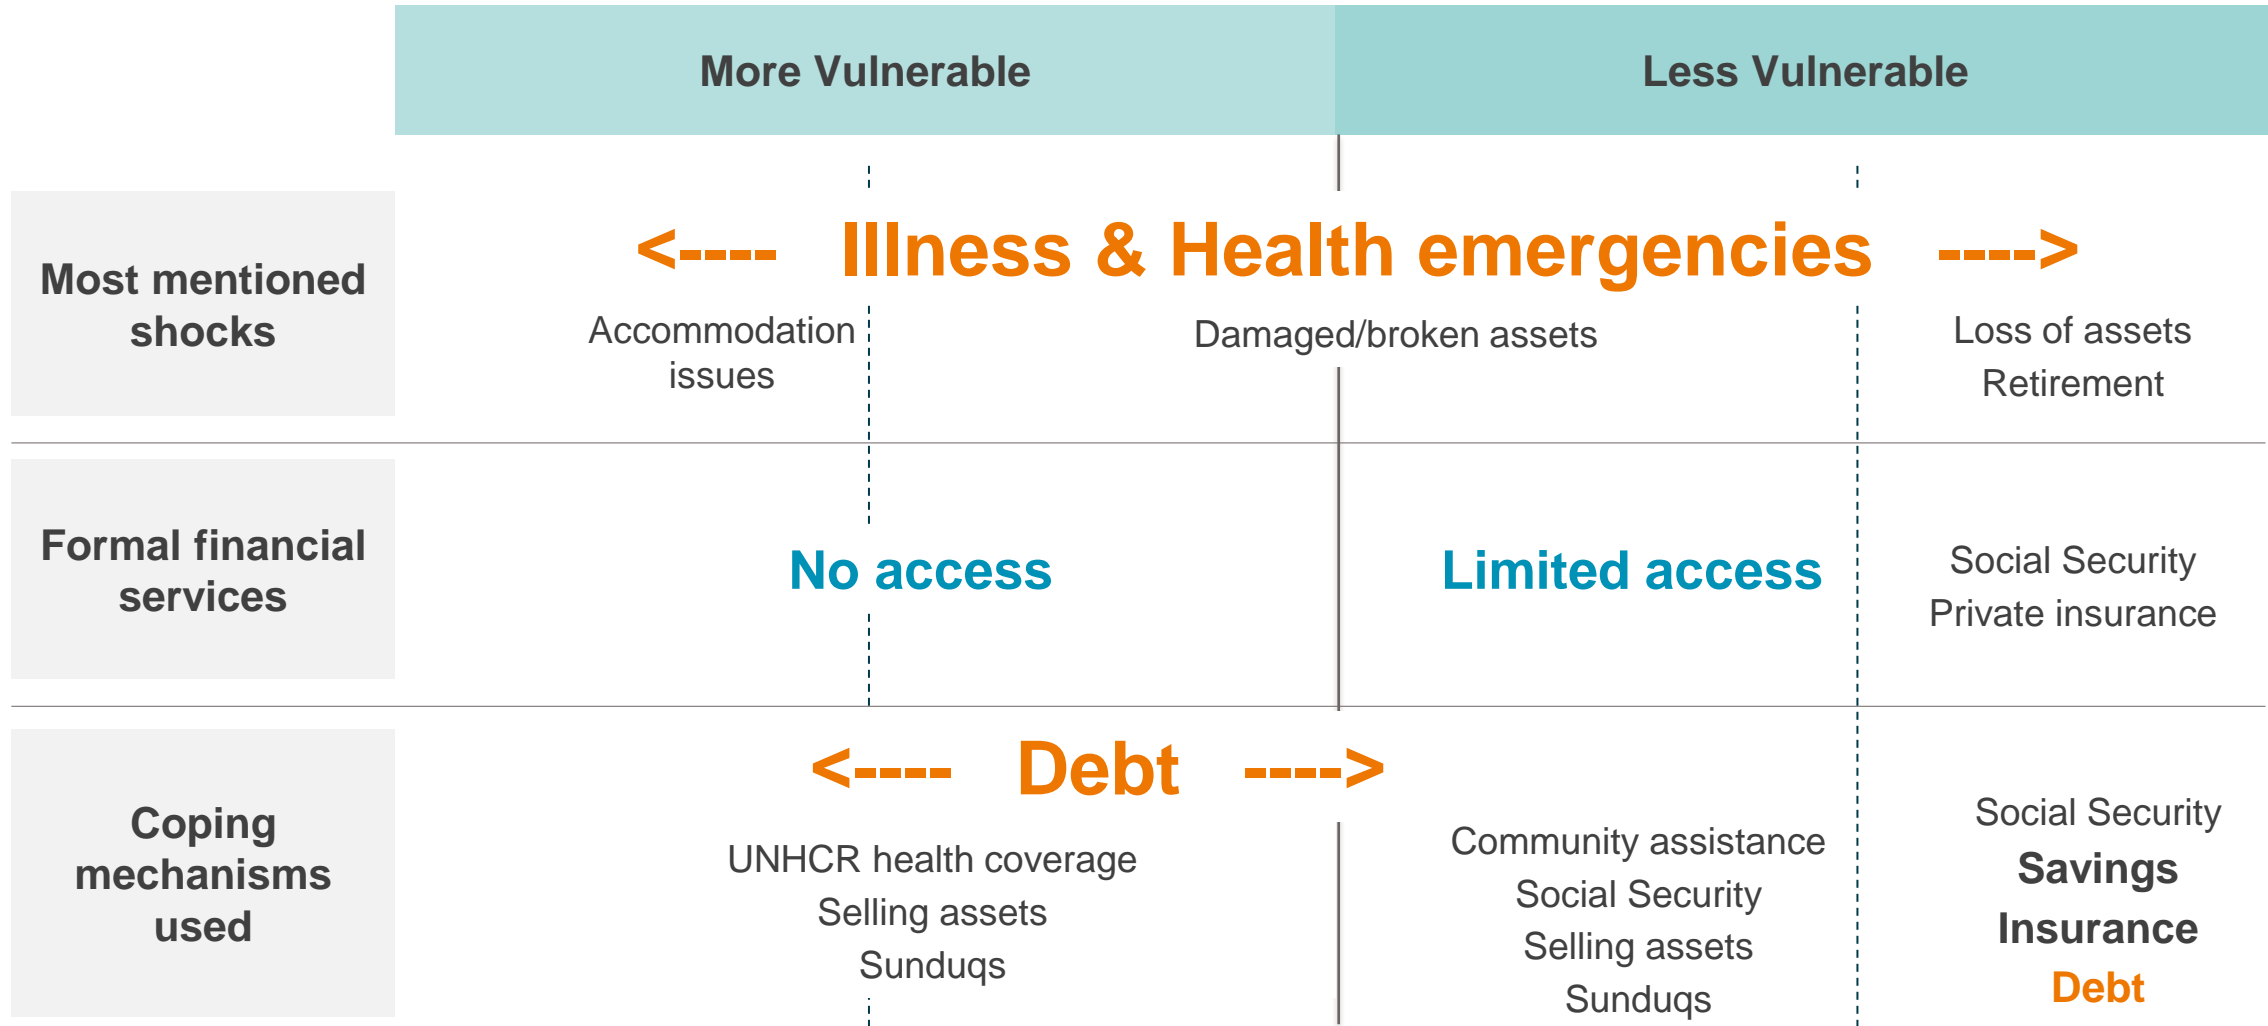 More Vulnerable
Less Vulnerable
Most mentioned
shocks
<---- Illness & Health emergencies ---->
Accommodation
issues
Damaged/broken assets
Loss of assets
Retirement
Formal financial
services
No access
Limited access
Social Security
Private insurance
Coping
mechanisms
used
<---- Debt ---->
UNHCR health coverage
Selling assets
Sunduqs
Community assistance
Social Security
Selling assets
Sunduqs
Social Security
Savings
Insurance
Debt